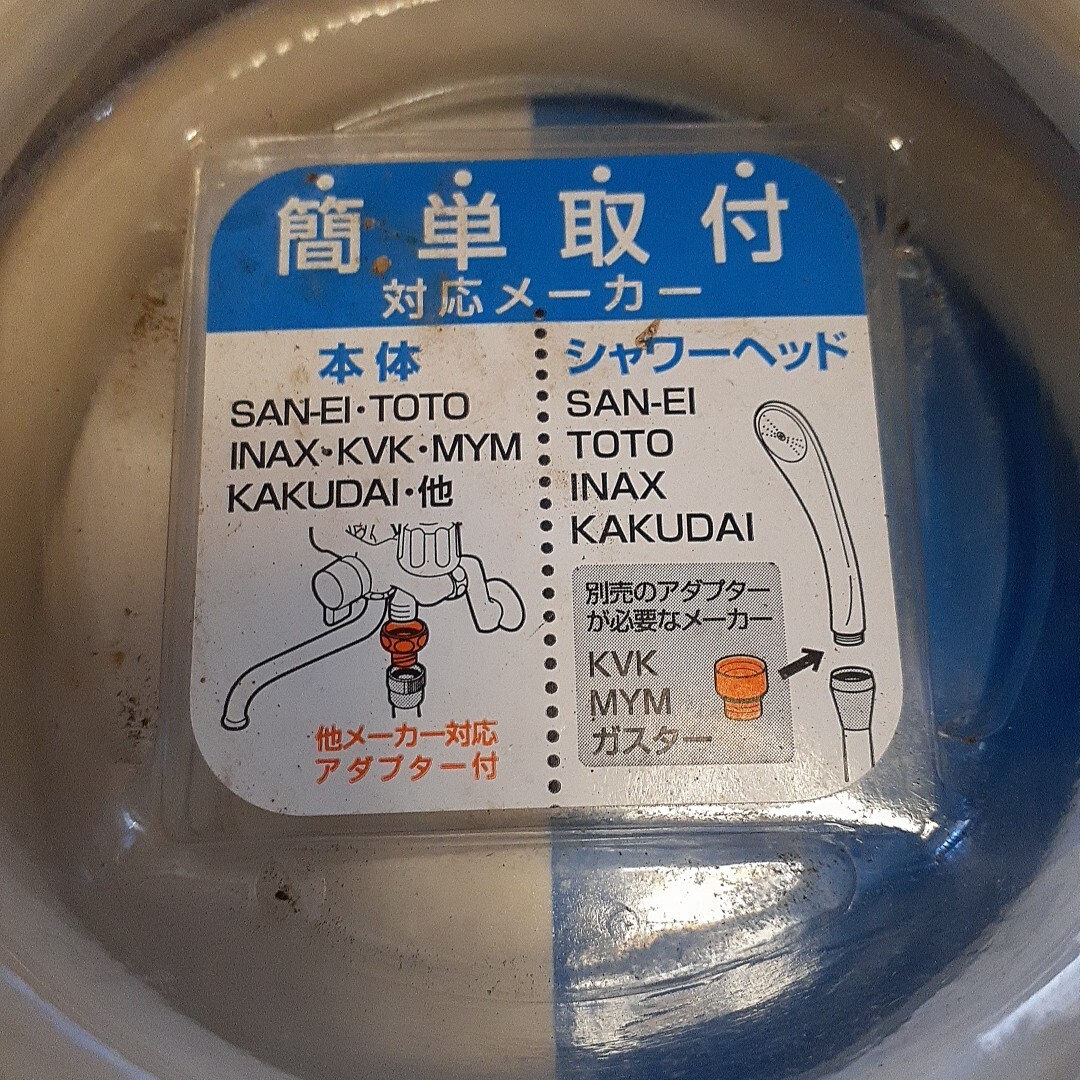 簡単取付
対応メーカー
本体
SAN-EI・TOTO
INAX・KVK・MYM
KAKUDAI・他
他メーカー対応
アダプター付
シャワーヘッド
SAN-EI
TOTO
INAX
KAKUDAI
別売のアダプター
が必要なメーカー
KVK
MYM
ガスター